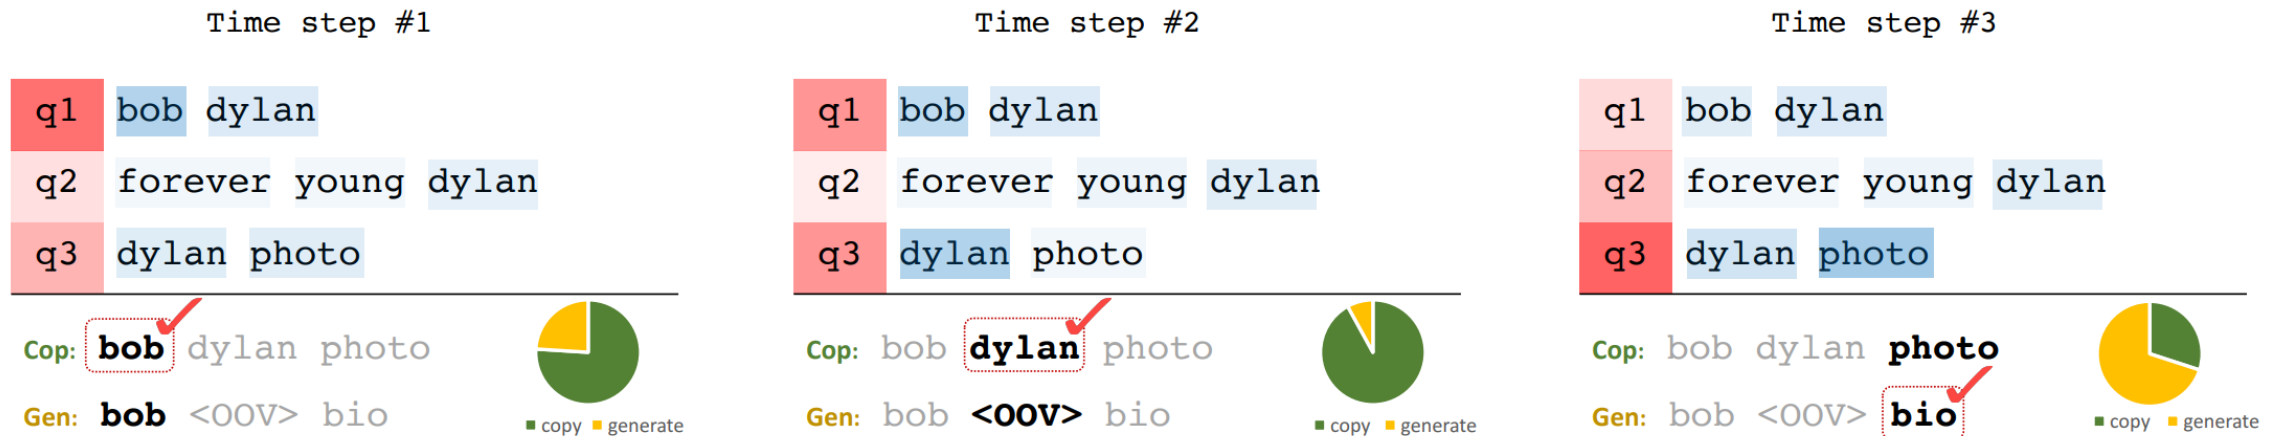 Time step #1
q1 bob dylan
q2 forever young dylan
q3 dylan photo
Cop: bob dylan photo
Gen: bob <OOV> bio
copy generate
Time step #2
q1 bob dylan
q2 forever young dylan
q3 dylan photo
Cop: bob dylan photo
Gen: bob <OOV> bio
copy generate
Time step #3
q1 bob dylan
q2 forever young dylan
q3 dylan photo
Cop: bob dylan photo
Gen: bob <OOV> bio
copy generate